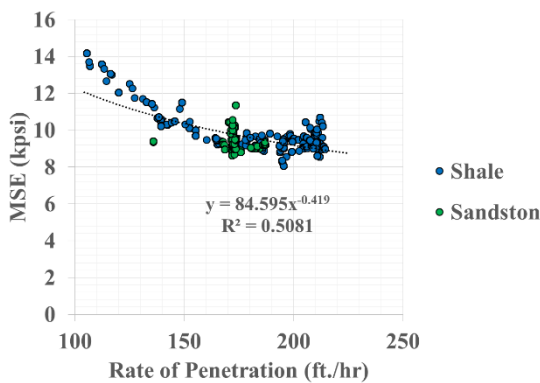 16
14
12
10
8
6
4
2
0
MSE (kpsi)
y = 84.595x^-0.419
R² = 0.5081
100 150 200 250
Rate of Penetration (ft./hr)
Shale
Sandston